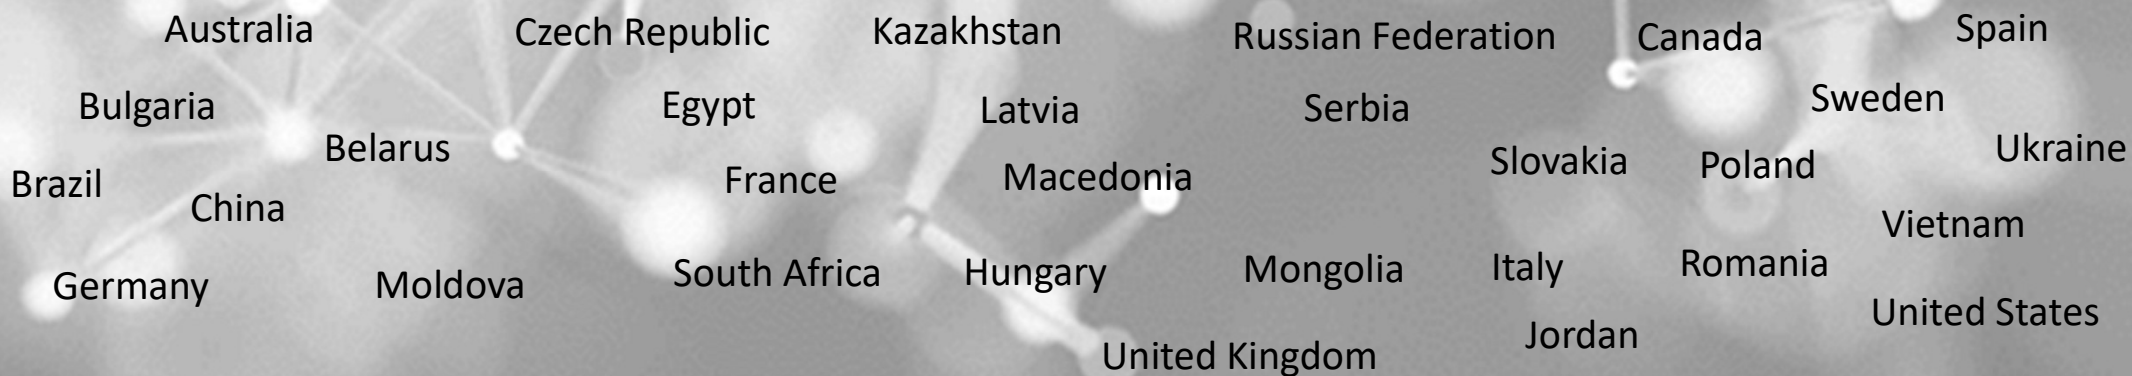 Australia
Czech Republic
Kazakhstan
Russian Federation
Canada
Spain
Bulgaria
Egypt
Latvia
Serbia
Sweden
Belarus
Ukraine
Brazil
China
France
Macedonia
Slovakia
Poland
Vietnam
Germany
Moldova
South Africa
Hungary
Mongolia
Italy
Romania
United States
Jordan
United Kingdom